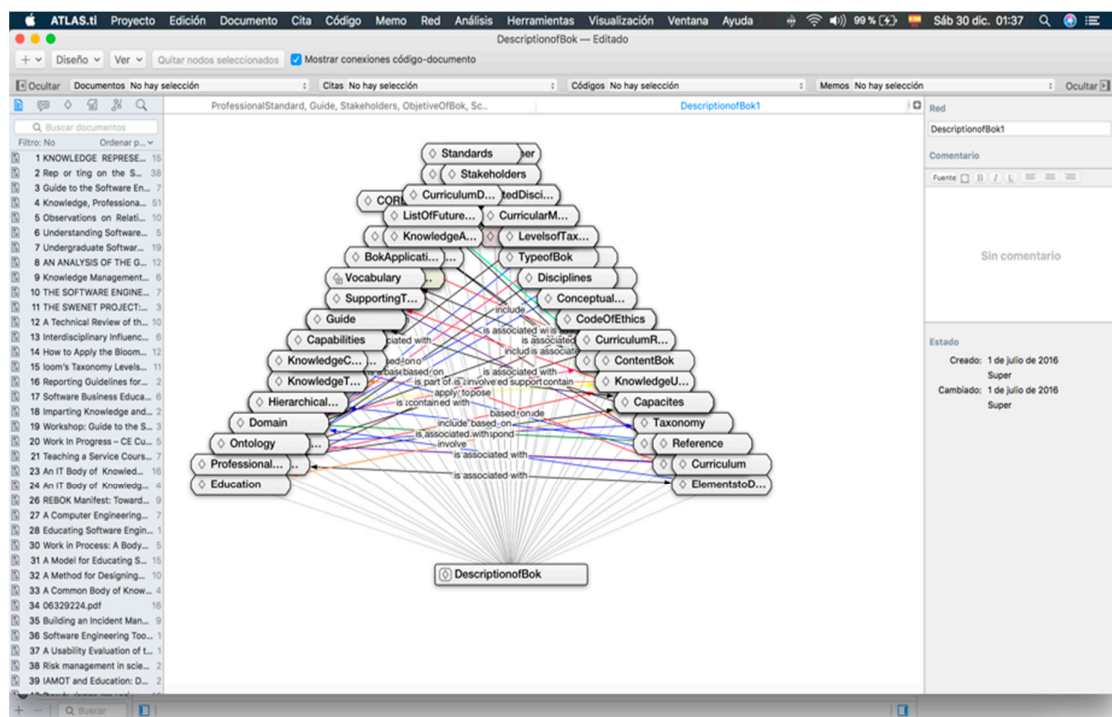 ATLAS.ti Proyecto Edición Documento Cita Código Memo Red Análisis Herramientas Visualización Ventana Ayuda 99 % Sáb 30 dic. 01:37
DescriptionofBok — Editado
Diseño Ver Quitar nodos seleccionados Mostrar conexiones código-documento
Ocultar Documentos No hay selección Citas No hay selección Códigos No hay selección Memos No hay selección Ocultar
ProfessionalStandard, Guide, Stakeholders, ObjetiveOfBok, Sc.. DescriptionofBok1
Buscar documentos
Filtro: No Ordenar p...
1 KNOWLEDGE REPRESE... 15
2 Rep or ting on the S... 38
3 Guide to the Software En... 7
4 Knowledge, Professiona... 51
5 Observations on Relati... 10
6 Understanding Software... 5
7 Undergraduate Softwar... 19
8 AN ANALYSIS OF THE G... 12
9 Knowledge Management... 6
10 THE SOFTWARE ENGINE... 7
11 THE SWENET PROJECT:... 3
12 A Technical Review of th... 10
13 Interdisciplinary Influenc... 6
14 How to Apply the Bloom... 12
15 loom's Taxonomy Levels... 11
16 Reporting Guidelines for... 2
17 Software Business Educa... 6
18 Imparting Knowledge and... 2
19 Workshop: Guide to the S... 3
20 Work In Progress – CE Cu... 5
21 Teaching a Service Cours... 7
23 An IT Body of Knowled... 16
24 An IT Body of Knowledg... 4
26 REBOK Manifest: Toward... 9
27 A Computer Engineering... 7
28 Educating Software Engin... 1
30 Work in Process: A Body... 5
31 A Model for Educating S... 15
32 A Method for Designing... 10
33 A Common Body of Know... 4
34 06329224.pdf 16
35 Building an Incident Man... 9
36 Software Engineering Too... 1
37 A Usability Evaluation of t... 1
38 Risk management in scie... 2
39 IAMOT and Education: D... 2
Buscar
Standards
Stakeholders
CurriculumD... tedDisci...
ListOfFuture... CurricularM...
KnowledgeA... LevelsofTax...
BokApplicati... TypeofBok
Vocabulary Disciplines
SupportingT... Conceptual...
include
Guide CodeOfEthics
Capabilities CurriculumR...
KnowledgeC... ContentBok
is associated with
KnowledgeT... KnowledgeU...
Hierarchical... Capacites
Domain Taxonomy
include based_on
Ontology Reference
involve
Professional... Curriculum
is associated with
Education ElementstoD...
is associated with
DescriptionofBok
Red
DescriptionofBok1
Comentario
Fuente B I L
Sin comentario
Estado
Creado: 1 de julio de 2016
Super
Cambiado: 1 de julio de 2016
Super